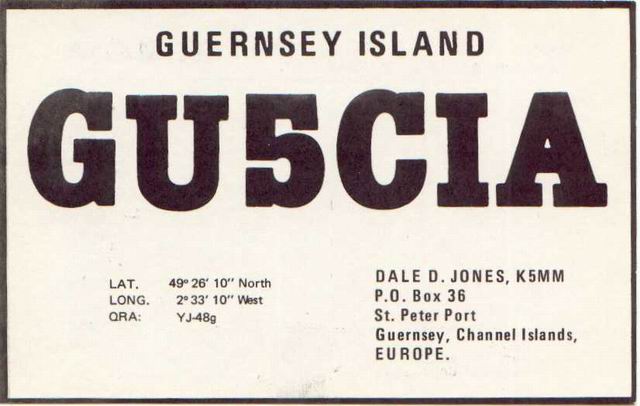 GUERNSEY ISLAND
GU5CIA
LAT. 49° 26' 10" North
LONG. 2° 33' 10" West
QRA: YJ-48g
DALE D. JONES, K5MM
P.O. Box 36
St. Peter Port
Guernsey, Channel Islands,
EUROPE.